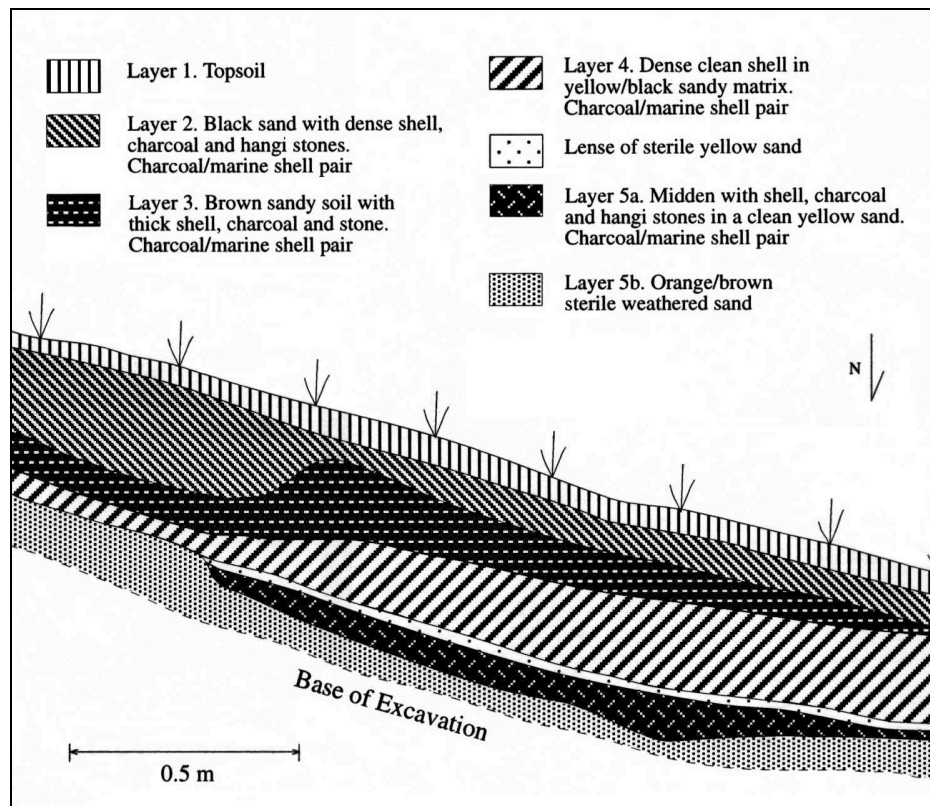 Layer 1. Topsoil
Layer 2. Black sand with dense shell,
charcoal and hangi stones.
Charcoal/marine shell pair
Layer 3. Brown sandy soil with
thick shell, charcoal and stone.
Charcoal/marine shell pair
Layer 4. Dense clean shell in
yellow/black sandy matrix.
Charcoal/marine shell pair
Lense of sterile yellow sand
Layer 5a. Midden with shell, charcoal
and hangi stones in a clean yellow sand.
Charcoal/marine shell pair
Layer 5b. Orange/brown
sterile weathered sand
N
Base of Excavation
0.5 m